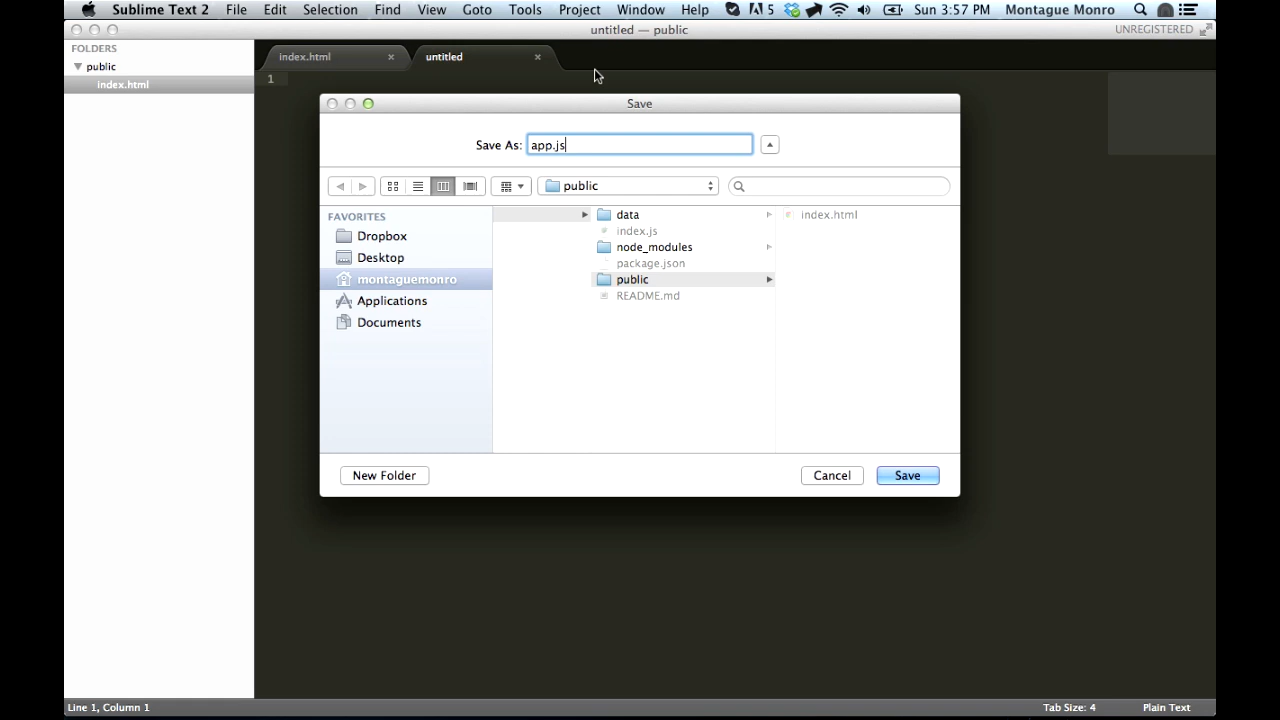 Sublime Text 2 File Edit Selection Find View Goto Tools Project Window Help 5 Sun 3:57 PM Montague Monro
untitled — public UNREGISTERED
FOLDERS
public
index.html
index.html × untitled ×
1
Save
Save As: app.js
public
FAVORITES
Dropbox
Desktop
montaguemonro
Applications
Documents
data
index.js
node_modules
package.json
public
README.md
index.html
New Folder Cancel Save
Line 1, Column 1 Tab Size: 4 Plain Text